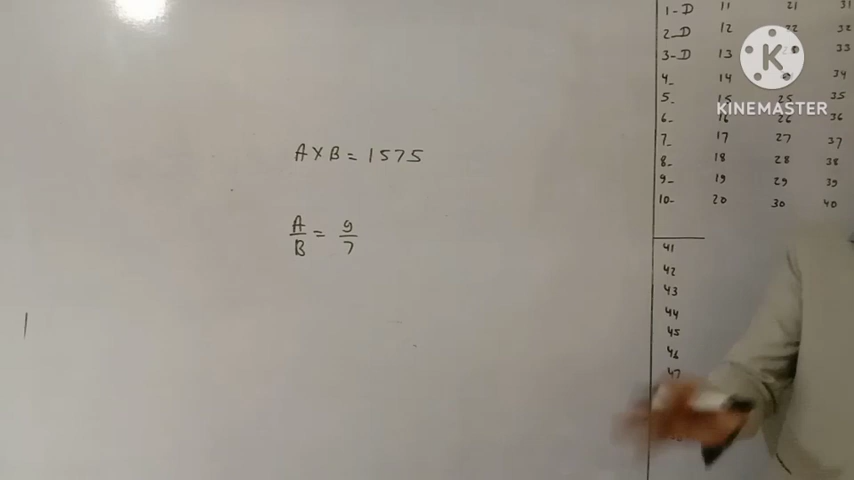 A × B = 1575
A/B = 9/7
1-D 11 21 31
2-D 12 22 32
3-D 13 33
4- 14 34
5- 15 25 35
6- 16 26 36
7- 17 27 37
8- 18 28 38
9- 19 29 39
10- 20 30 40
41
42
43
44
45
46
47
KINEMASTER